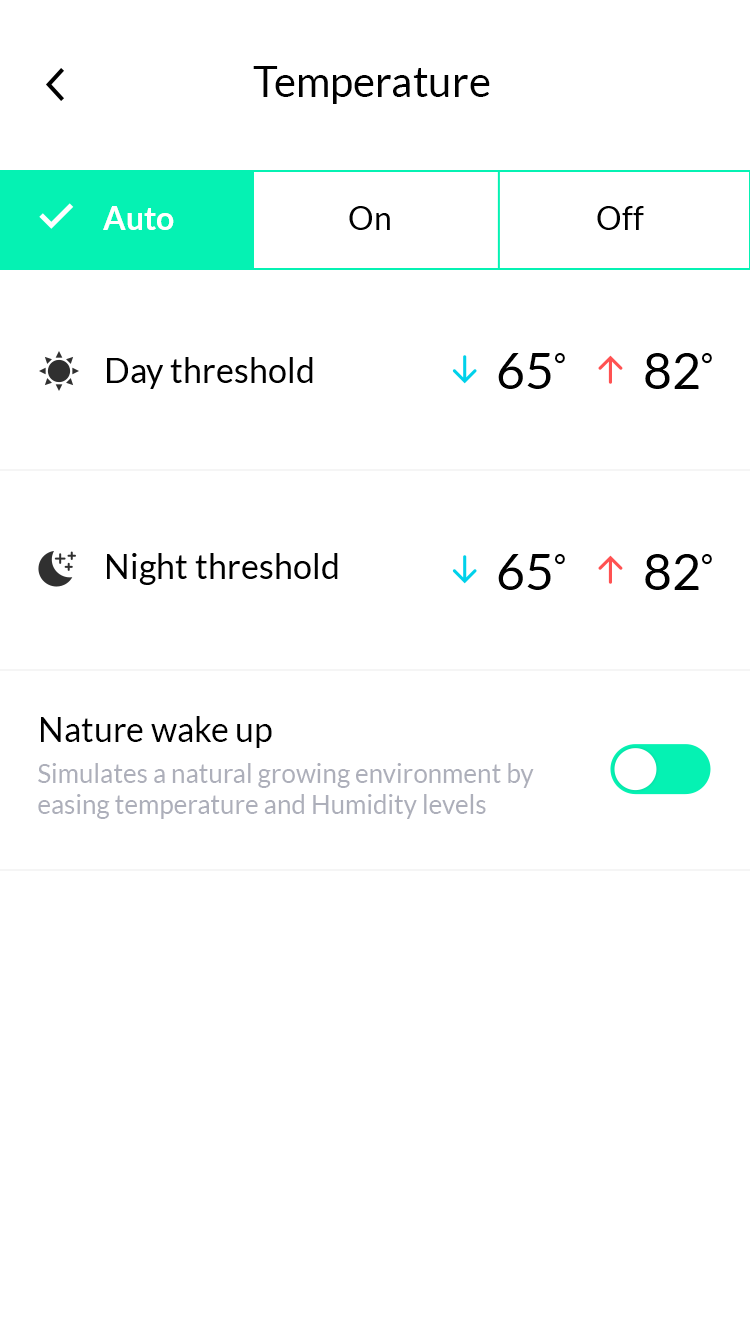 Temperature
Auto On Off
Day threshold 65° 82°
Night threshold 65° 82°
Nature wake up
Simulates a natural growing environment by
easing temperature and Humidity levels